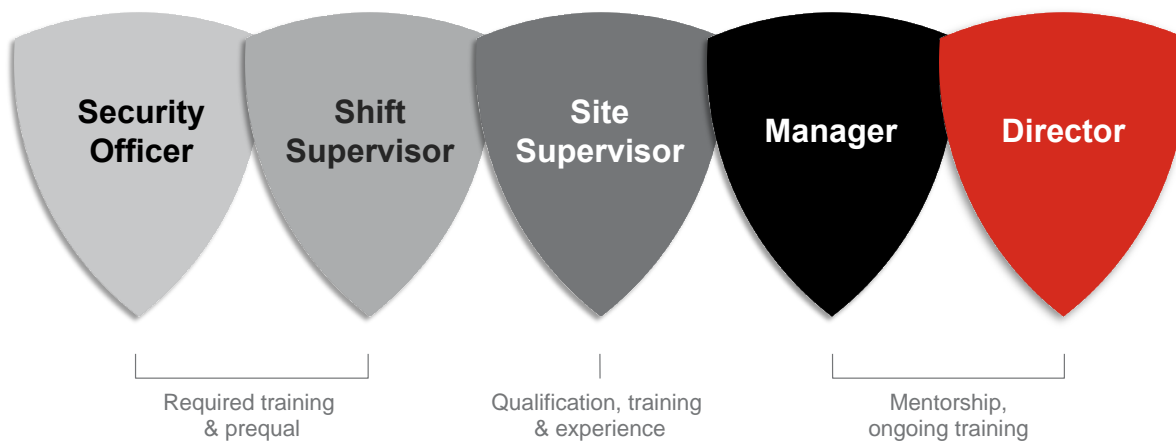 Security
Officer
Shift
Supervisor
Site
Supervisor
Manager
Director
Required training
& prequal
Qualification, training
& experience
Mentorship,
ongoing training